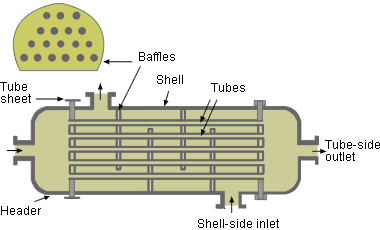 Baffles
Shell
Tubes
Tube
sheet
Tube-side
outlet
Header
Shell-side inlet